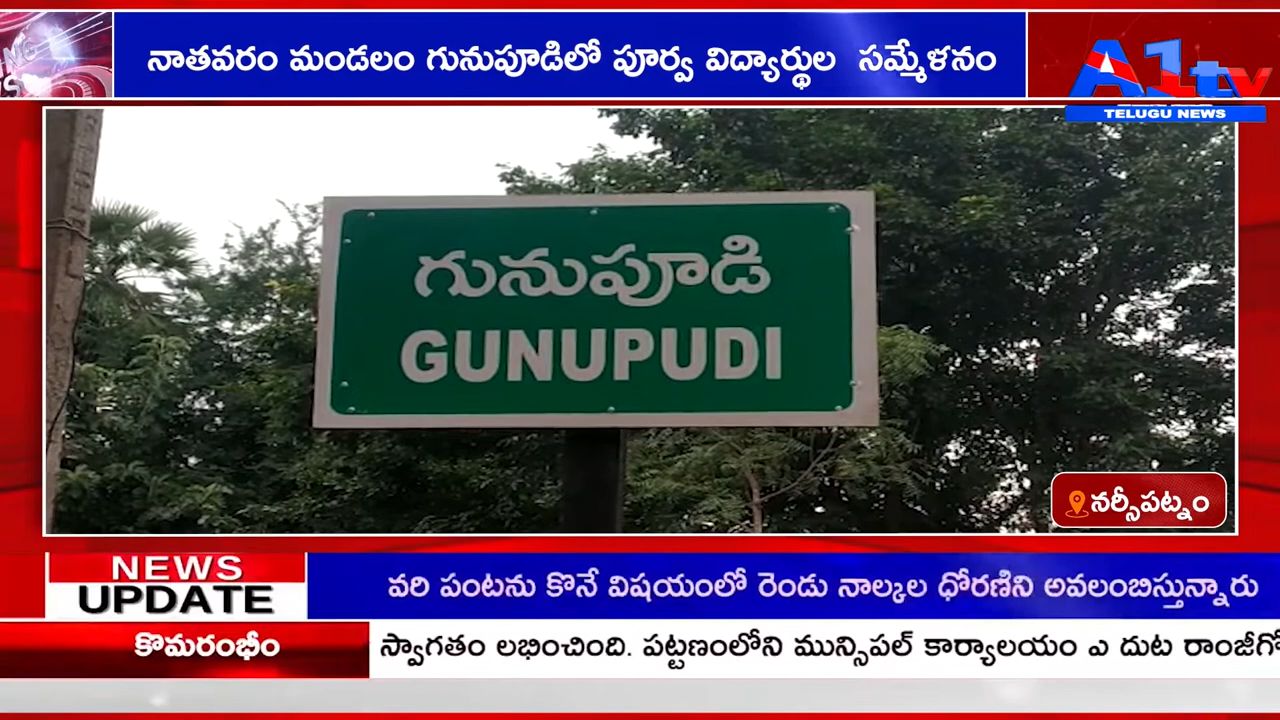 నాతవరం మండలం గునుపూడిలో పూర్వ విద్యార్థుల సమ్మేళనం
A1tv
TELUGU NEWS
గునుపూడి
GUNUPUDI
నర్సీపట్నం
NEWS
UPDATE
వరి పంటను కొనే విషయంలో రెండు నాల్కల ధోరణిని అవలంబిస్తున్నారు
కొమరంభీం
స్వాగతం లభించింది. పట్టణంలోని మున్సిపల్ కార్యాలయం ఎ దుట రాంజీగో